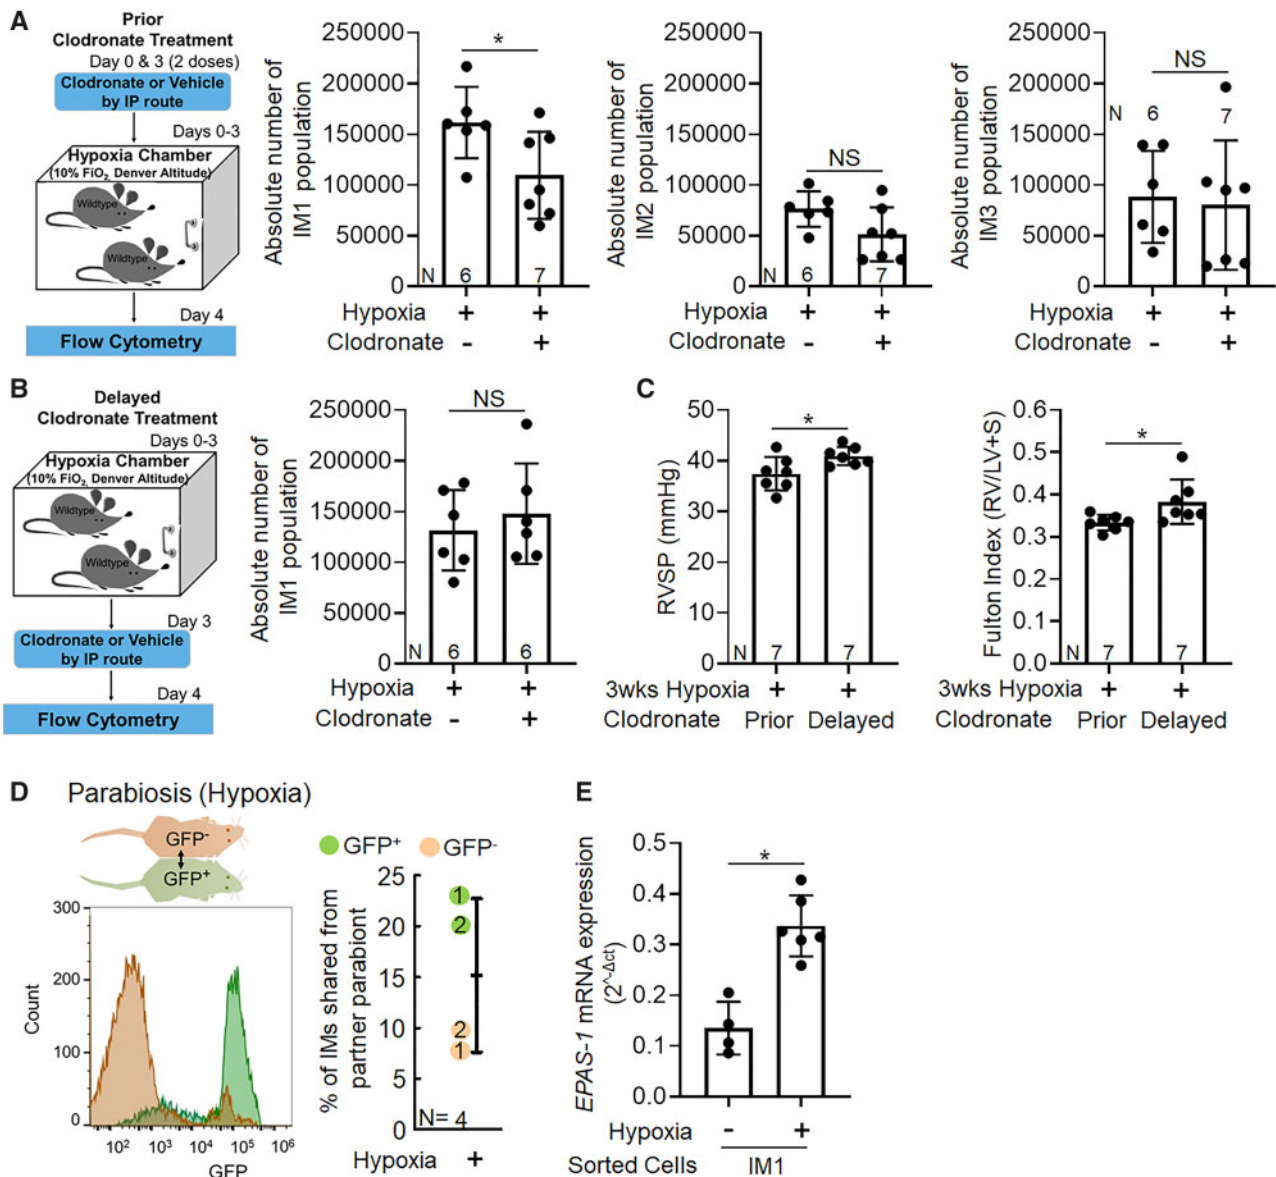 A
Prior
Clodronate Treatment
Day 0 & 3 (2 doses)
Clodronate or Vehicle
by IP route
Days 0-3
Hypoxia Chamber
(10% FiO2, Denver Altitude)
Wildtype
Wildtype
Day 4
Flow Cytometry
Absolute number of
IM1 population
250000
200000
150000
100000
50000
0
*
N 6 7
Hypoxia + +
Clodronate - +
Absolute number of
IM2 population
250000
200000
150000
100000
50000
0
NS
N 6 7
Hypoxia + +
Clodronate - +
Absolute number of
IM3 population
250000
200000
150000
100000
50000
0
NS
N 6 7
Hypoxia + +
Clodronate - +
B
Delayed
Clodronate Treatment
Days 0-3
Hypoxia Chamber
(10% FiO2, Denver Altitude)
Wildtype
Wildtype
Day 3
Clodronate or Vehicle
by IP route
Day 4
Flow Cytometry
Absolute number of
IM1 population
250000
200000
150000
100000
50000
0
NS
N 6 6
Hypoxia + +
Clodronate - +
C
RVSP (mmHg)
50
40
30
20
10
0
*
N 7 7
3wks Hypoxia + +
Clodronate Prior Delayed
Fulton Index (RV/LV+S)
0.6
0.5
0.4
0.3
0.2
0.1
0.0
*
N 7 7
3wks Hypoxia + +
Clodronate Prior Delayed
D
Parabiosis (Hypoxia)
GFP-
GFP+
Count
300
200
100
0
10^2 10^3 10^4 10^5 10^6
GFP
GFP+ GFP-
% of IMs shared from
partner parabiont
25
20
15
10
5
0
1
2
2
1
N= 4
Hypoxia +
E
EPAS-1 mRNA expression
(2^-Δct)
0.5
0.4
0.3
0.2
0.1
0.0
*
Hypoxia - +
Sorted Cells IM1